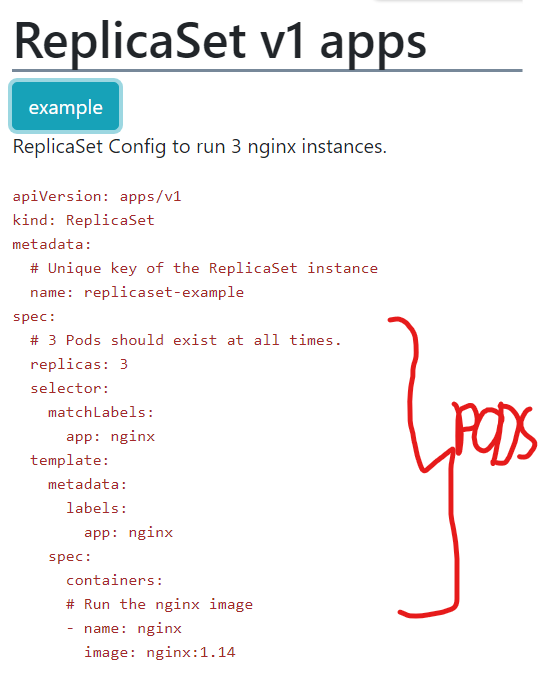 ReplicaSet v1 apps
example
ReplicaSet Config to run 3 nginx instances.
apiVersion: apps/v1
kind: ReplicaSet
metadata:
  # Unique key of the ReplicaSet instance
  name: replicaset-example
spec:
  # 3 Pods should exist at all times.
  replicas: 3
  selector:
    matchLabels:
      app: nginx
  template:
    metadata:
      labels:
        app: nginx
    spec:
      containers:
      # Run the nginx image
      - name: nginx
        image: nginx:1.14
PODS